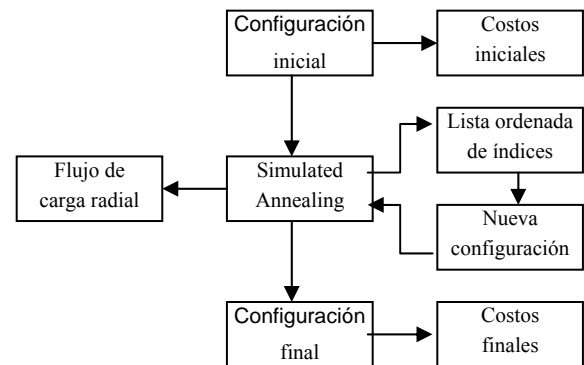 Configuración
inicial
Costos
iniciales
Lista ordenada
de índices
Flujo de
carga radial
Simulated
Annealing
Nueva
configuración
Configuración
final
Costos
finales